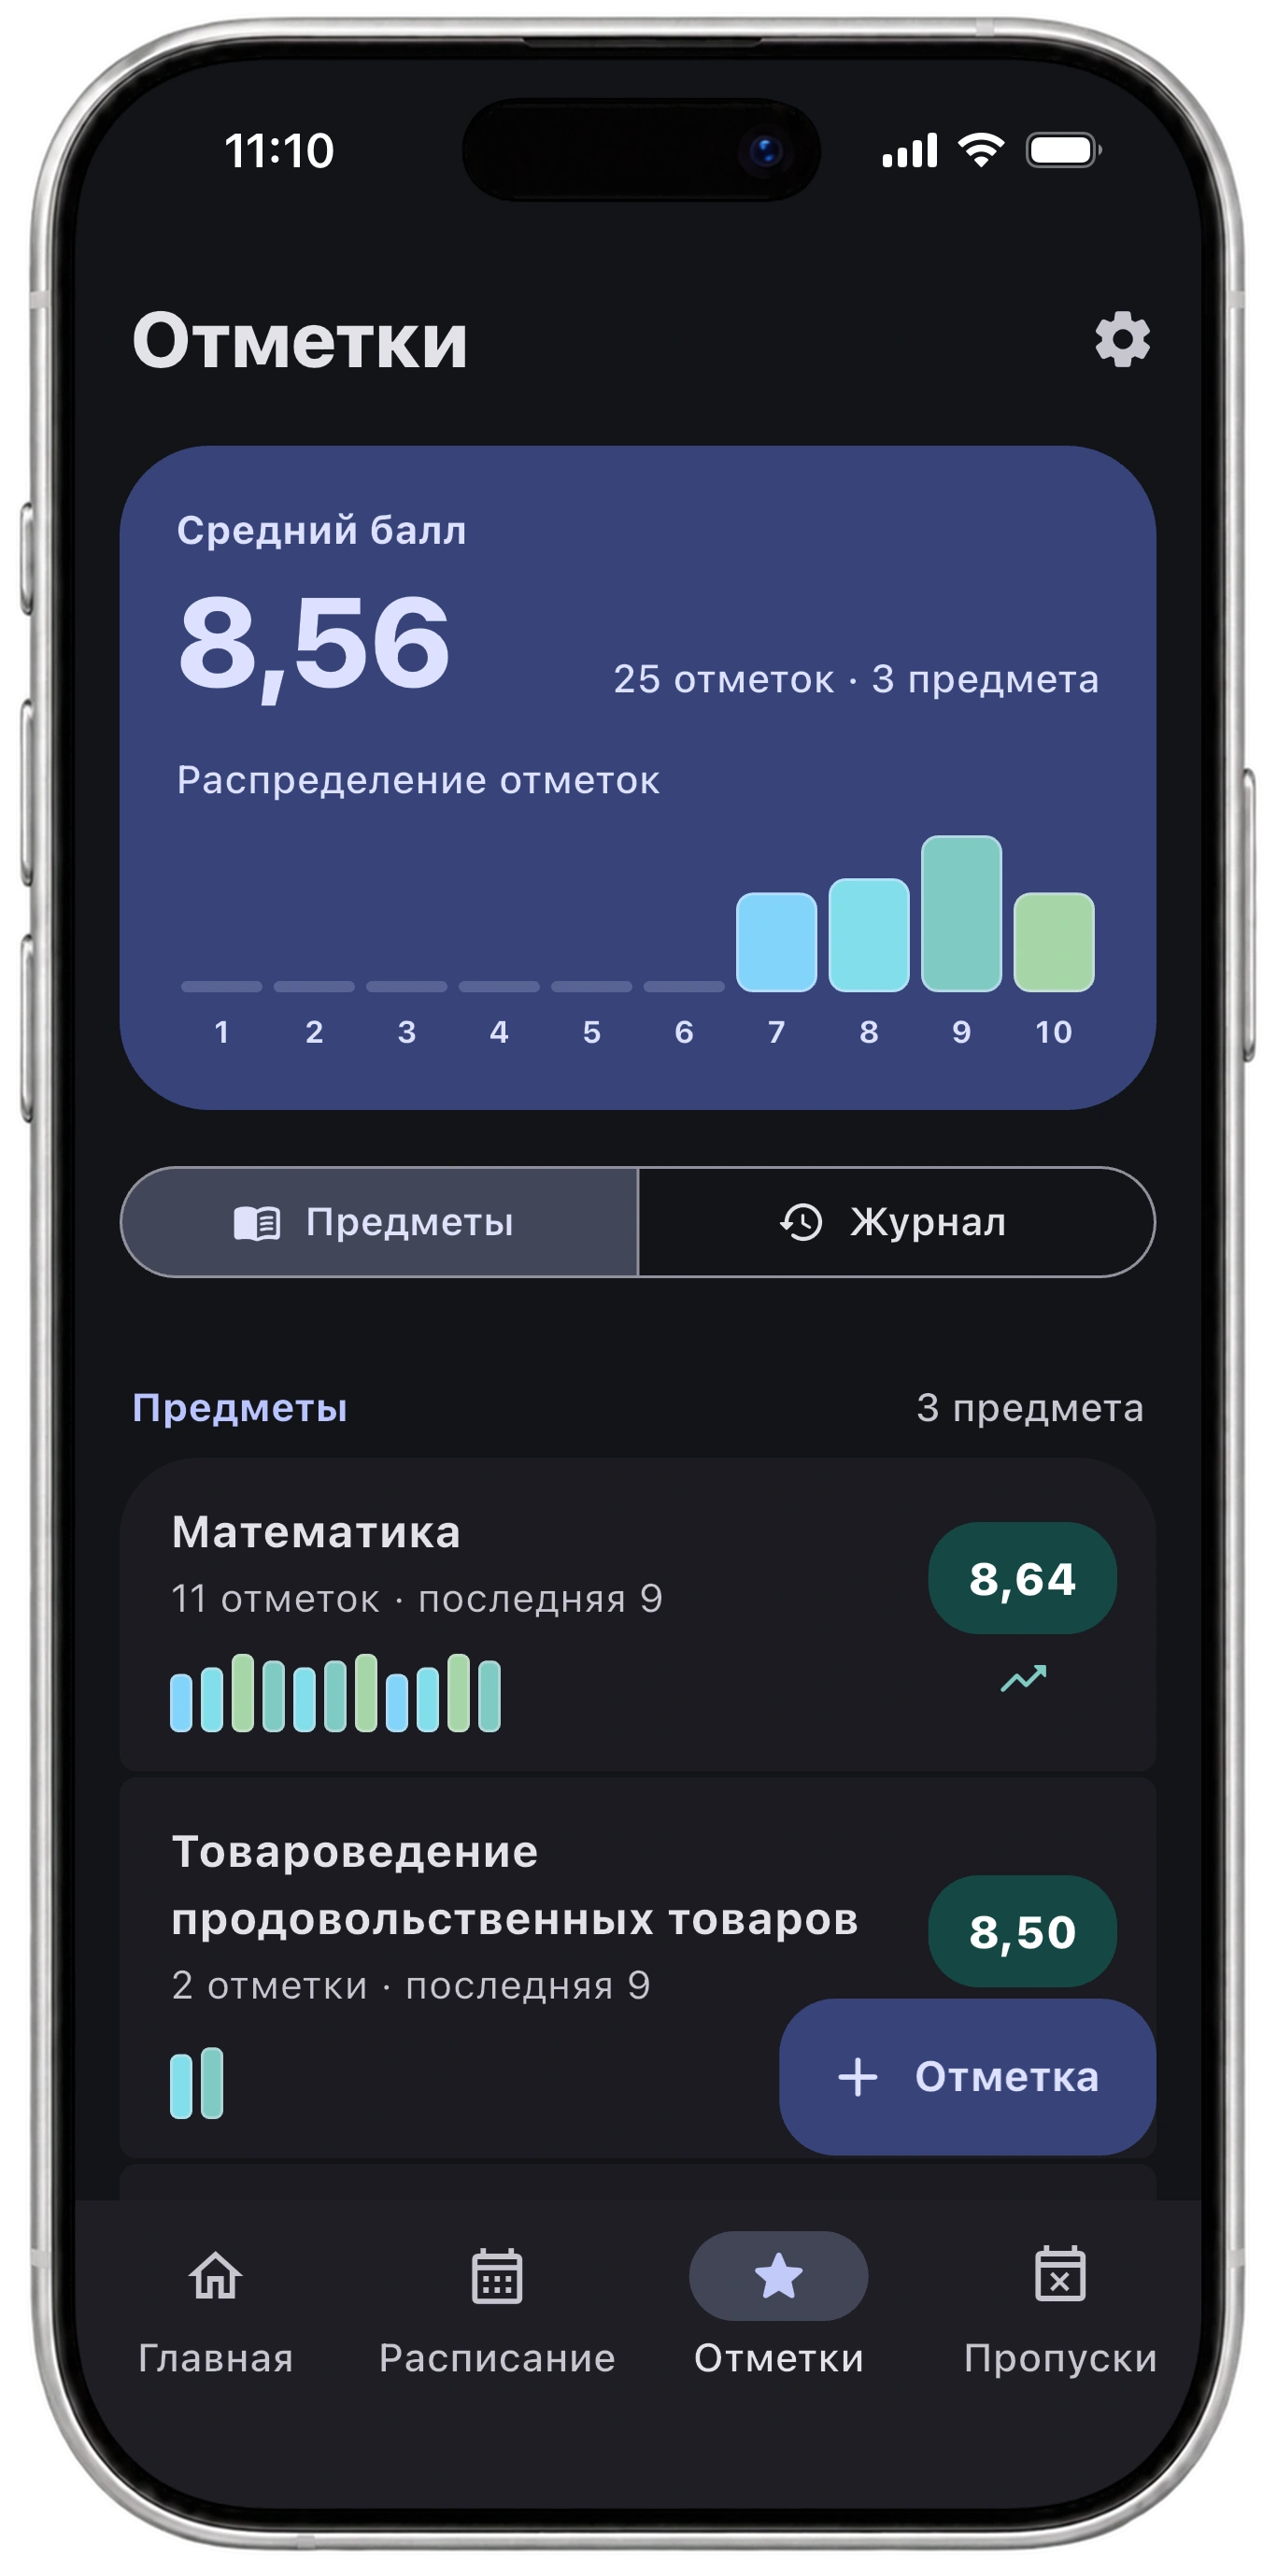 11:10
Отметки
Средний балл
8,56
25 отметок · 3 предмета
Распределение отметок
1 2 3 4 5 6 7 8 9 10
Предметы
Журнал
Предметы
3 предмета
Математика
11 отметок · последняя 9
8,64
Товароведение
продовольственных товаров
8,50
2 отметки · последняя 9
+ Отметка
Главная
Расписание
Отметки
Пропуски